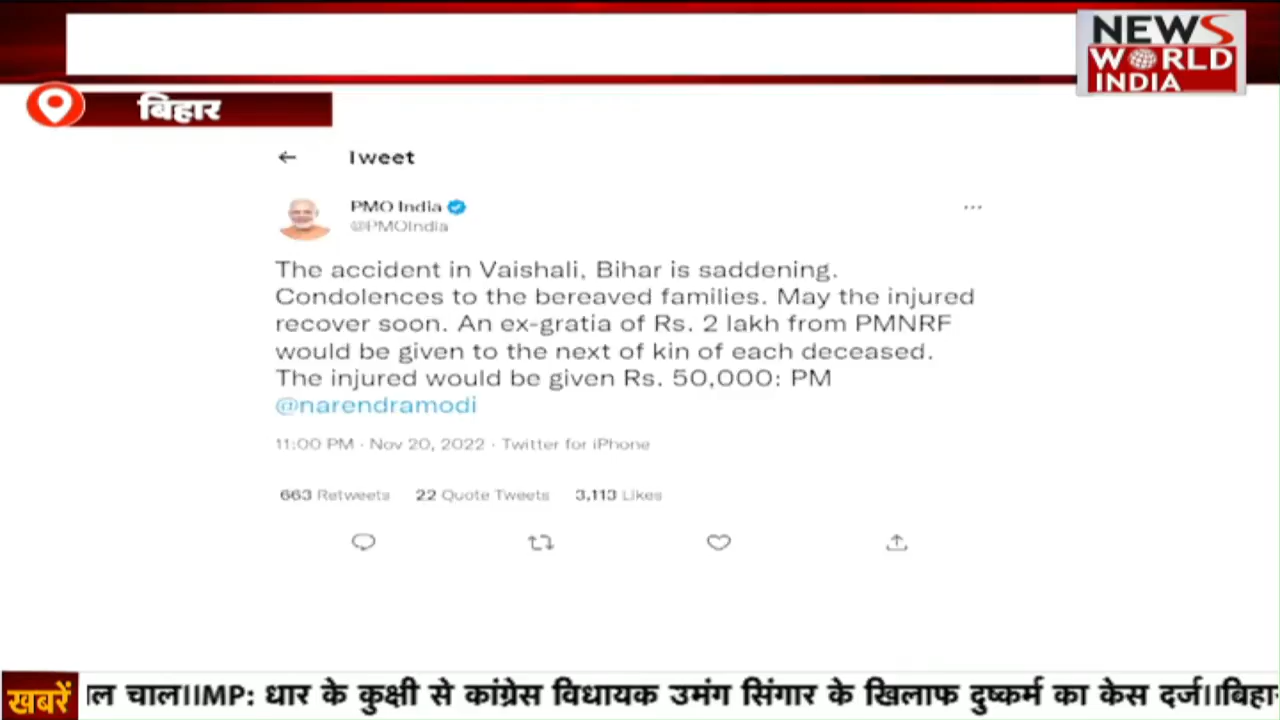 NEWS
WORLD
INDIA
बिहार
Tweet
PMO India
@PMOIndia
The accident in Vaishali, Bihar is saddening.
Condolences to the bereaved families. May the injured
recover soon. An ex-gratia of Rs. 2 lakh from PMNRF
would be given to the next of kin of each deceased.
The injured would be given Rs. 50,000: PM
@narendramodi
11:00 PM · Nov 20, 2022 · Twitter for iPhone
663 Retweets 22 Quote Tweets 3,113 Likes
खबरें चाल।।MP: धार के कुक्षी से कांग्रेस विधायक उमंग सिंगार के खिलाफ दुष्कर्म का केस दर्ज।।बिहार